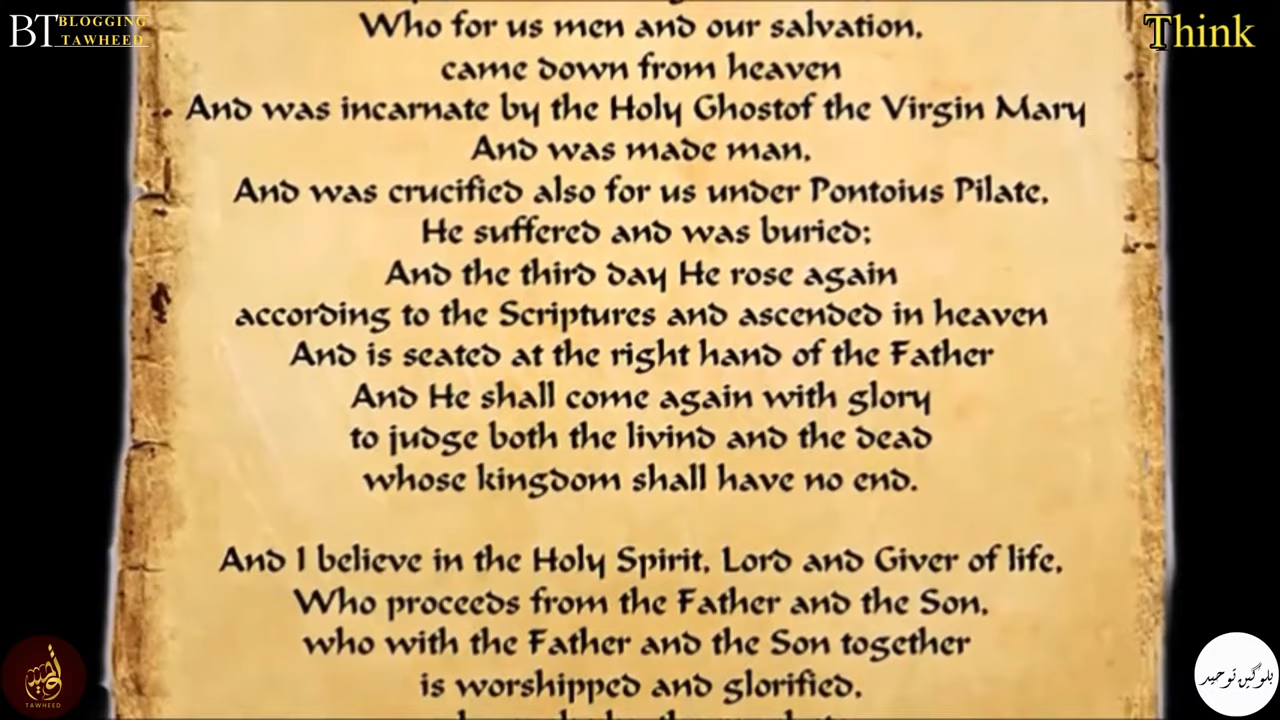 BT BLOGGING
TAWHEED
Think
Who for us men and our salvation,
came down from heaven
And was incarnate by the Holy Ghostof the Virgin Mary
And was made man,
And was crucified also for us under Pontoius Pilate,
He suffered and was buried;
And the third day He rose again
according to the Scriptures and ascended in heaven
And is seated at the right hand of the Father
And He shall come again with glory
to judge both the livind and the dead
whose kingdom shall have no end.
And I believe in the Holy Spirit, Lord and Giver of life,
Who proceeds from the Father and the Son,
who with the Father and the Son together
is worshipped and glorified,
توحید
TAWHEED
بلوگین توحید